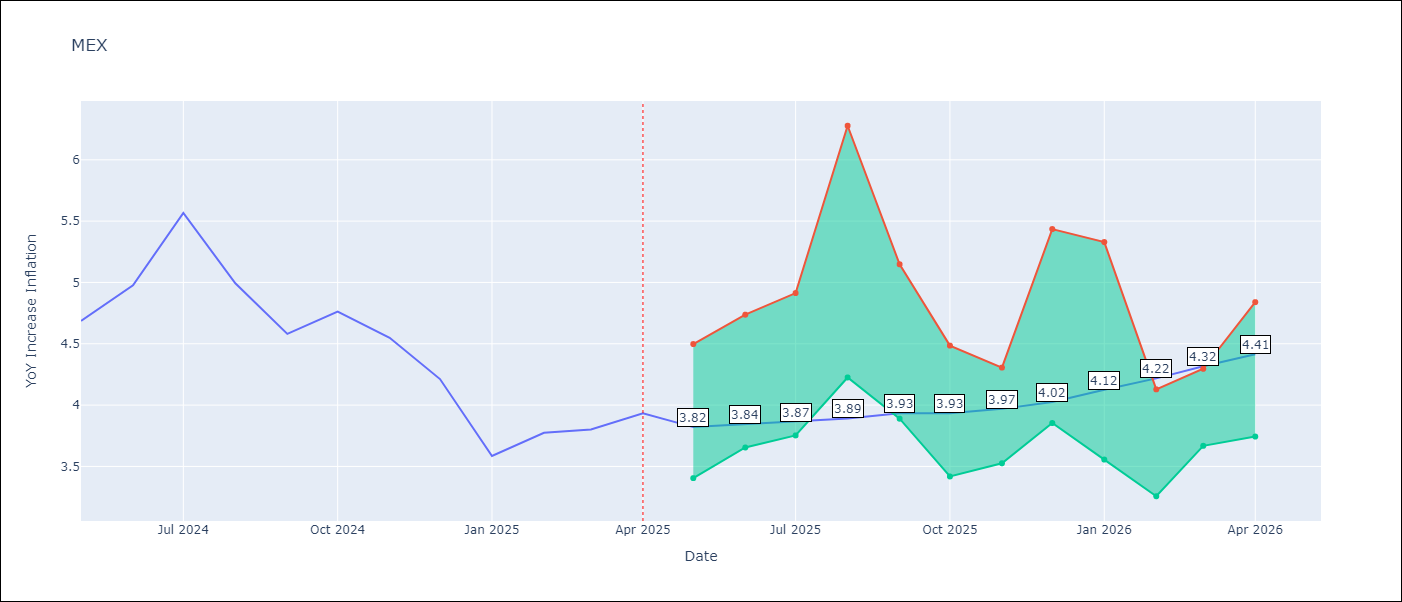 MEX
YoY Increase Inflation
6
5.5
5
4.5
4
3.5
3.82
3.84
3.87
3.89
3.93
3.93
3.97
4.02
4.12
4.22
4.32
4.41
Jul 2024
Oct 2024
Jan 2025
Apr 2025
Jul 2025
Oct 2025
Jan 2026
Apr 2026
Date